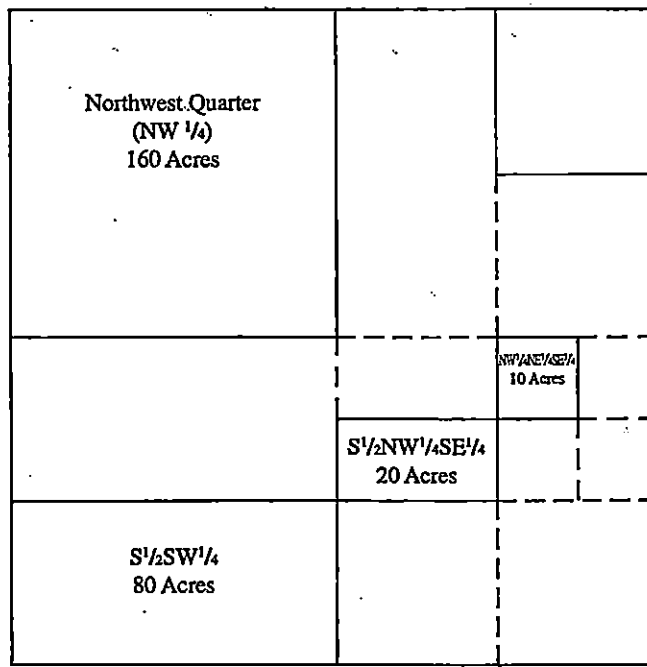 Northwest Quarter
(NW 1/4)
160 Acres
NW1/4NE1/4SE1/4
10 Acres
S1/2NW1/4SE1/4
20 Acres
S1/2SW1/4
80 Acres